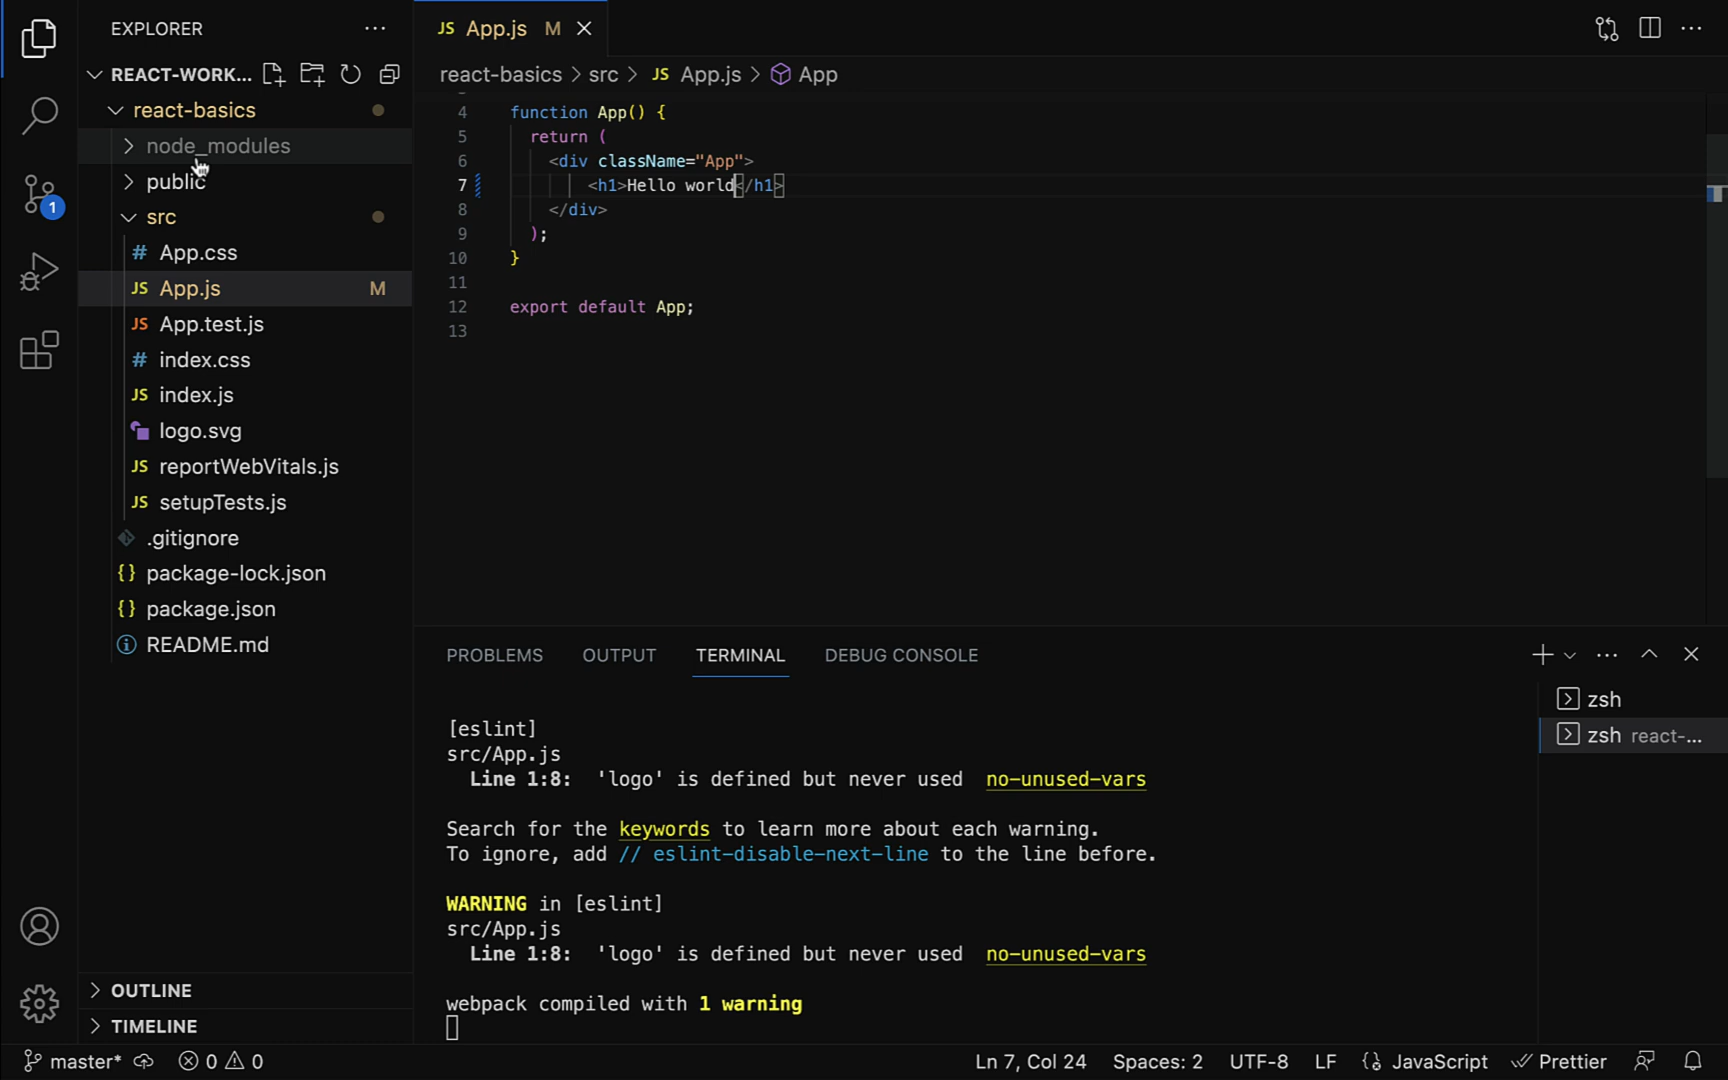 EXPLORER
REACT-WORK...
react-basics
node_modules
public
src
App.css
App.js M
App.test.js
index.css
index.js
logo.svg
reportWebVitals.js
setupTests.js
.gitignore
package-lock.json
package.json
README.md
OUTLINE
TIMELINE
1
JS App.js M
react-basics > src > JS App.js > App
4 function App() {
5 return (
6 <div className="App">
7 <h1>Hello world</h1>
8 </div>
9 );
10 }
11
12 export default App;
13
PROBLEMS OUTPUT TERMINAL DEBUG CONSOLE
[eslint]
src/App.js
Line 1:8: 'logo' is defined but never used no-unused-vars
Search for the keywords to learn more about each warning.
To ignore, add // eslint-disable-next-line to the line before.
WARNING in [eslint]
src/App.js
Line 1:8: 'logo' is defined but never used no-unused-vars
webpack compiled with 1 warning
zsh
zsh react-...
master* 0 0 Ln 7, Col 24 Spaces: 2 UTF-8 LF JavaScript Prettier